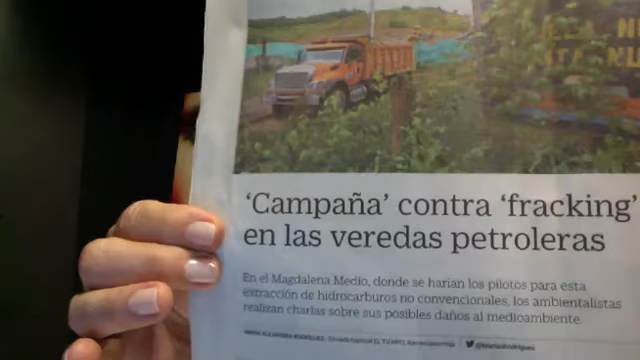 ‘Campaña’ contra ‘fracking’
en las veredas petroleras
En el Magdalena Medio, donde se harían los pilotos para esta
extracción de hidrocarburos no convencionales, los ambientalistas
realizan charlas sobre sus posibles daños al medioambiente.